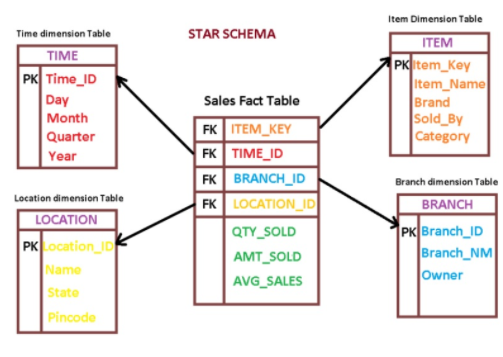 Item Dimension Table
Time dimension Table
STAR SCHEMA
TIME
PK Time_ID
Day
Month
Quarter
Year
ITEM
PK Item_Key
Item_Name
Brand
Sold_By
Category
Sales Fact Table
FK ITEM_KEY
FK TIME_ID
FK BRANCH_ID
FK LOCATION_ID
QTY_SOLD
AMT_SOLD
AVG_SALES
Location dimension Table
LOCATION
PK Location_ID
Name
State
Pincode
Branch dimension Table
BRANCH
PK Branch_ID
Branch_NM
Owner